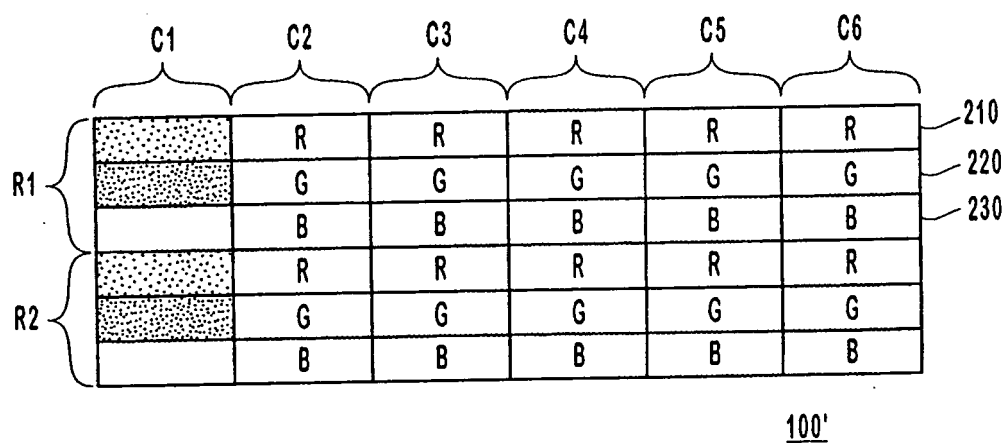 C1 C2 C3 C4 C5 C6
R R R R R 210
R1 G G G G G 220
B B B B B 230
R R R R R
R2 G G G G G
B B B B B
100'